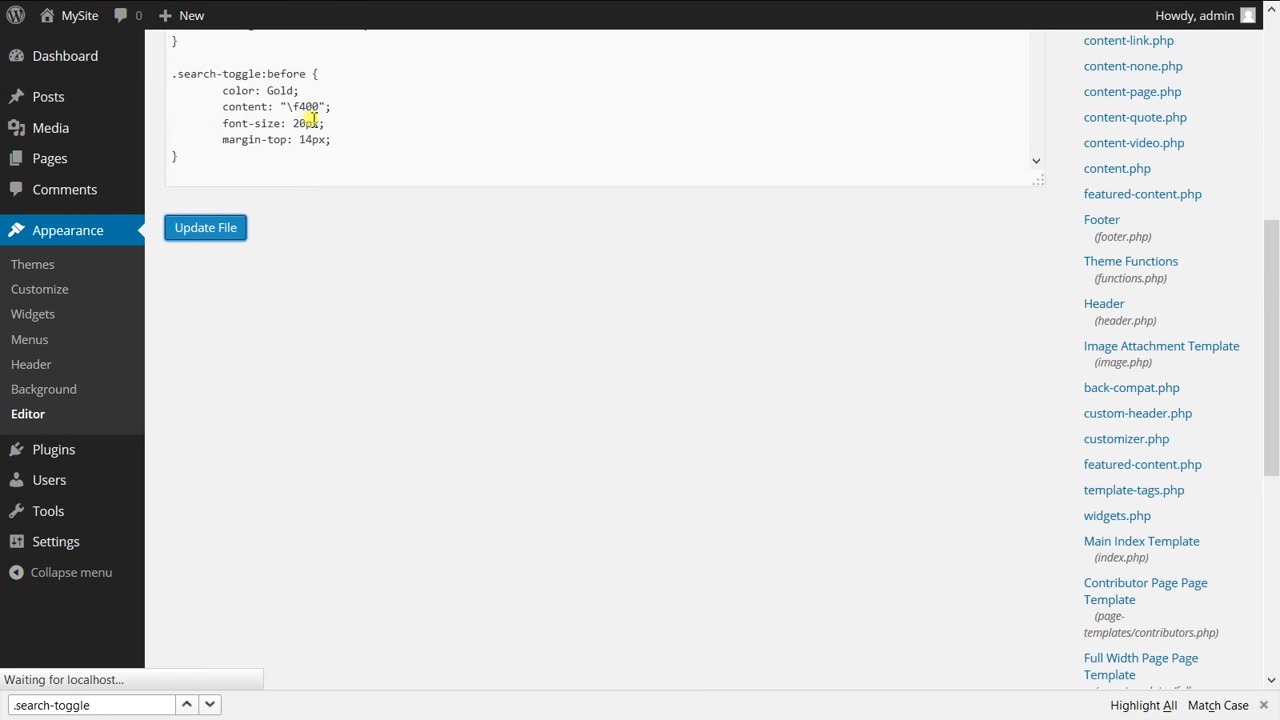 MySite
0
New
Howdy, admin
Dashboard
Posts
Media
Pages
Comments
Appearance
Themes
Customize
Widgets
Menus
Header
Background
Editor
Plugins
Users
Tools
Settings
Collapse menu
}
.search-toggle:before {
color: Gold;
content: "\f400";
font-size: 20px;
margin-top: 14px;
}
Update File
content-link.php
content-none.php
content-page.php
content-quote.php
content-video.php
content.php
featured-content.php
Footer
(footer.php)
Theme Functions
(functions.php)
Header
(header.php)
Image Attachment Template
(image.php)
back-compat.php
custom-header.php
customizer.php
featured-content.php
template-tags.php
widgets.php
Main Index Template
(index.php)
Contributor Page Page
Template
(page-
templates/contributors.php)
Full Width Page Page
Template
Waiting for localhost...
.search-toggle
Highlight All
Match Case